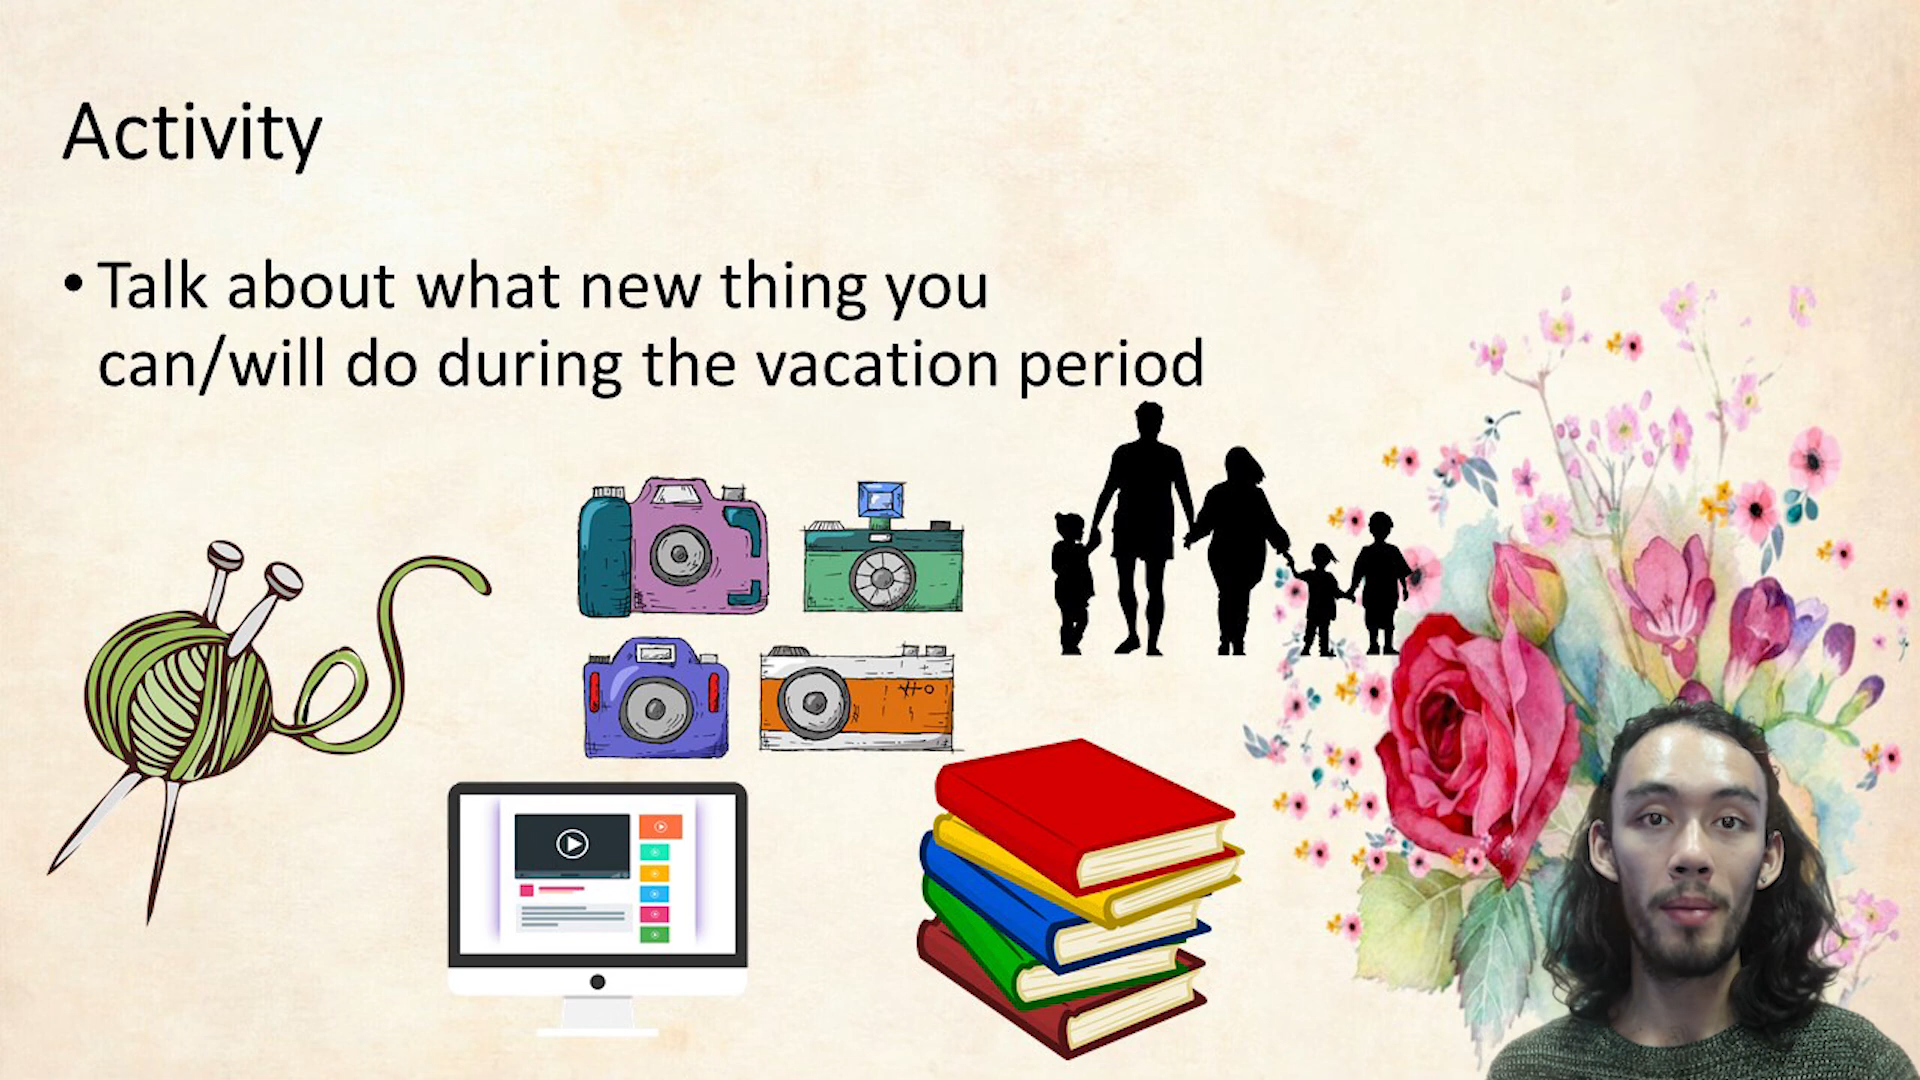 Activity
• Talk about what new thing you
can/will do during the vacation period